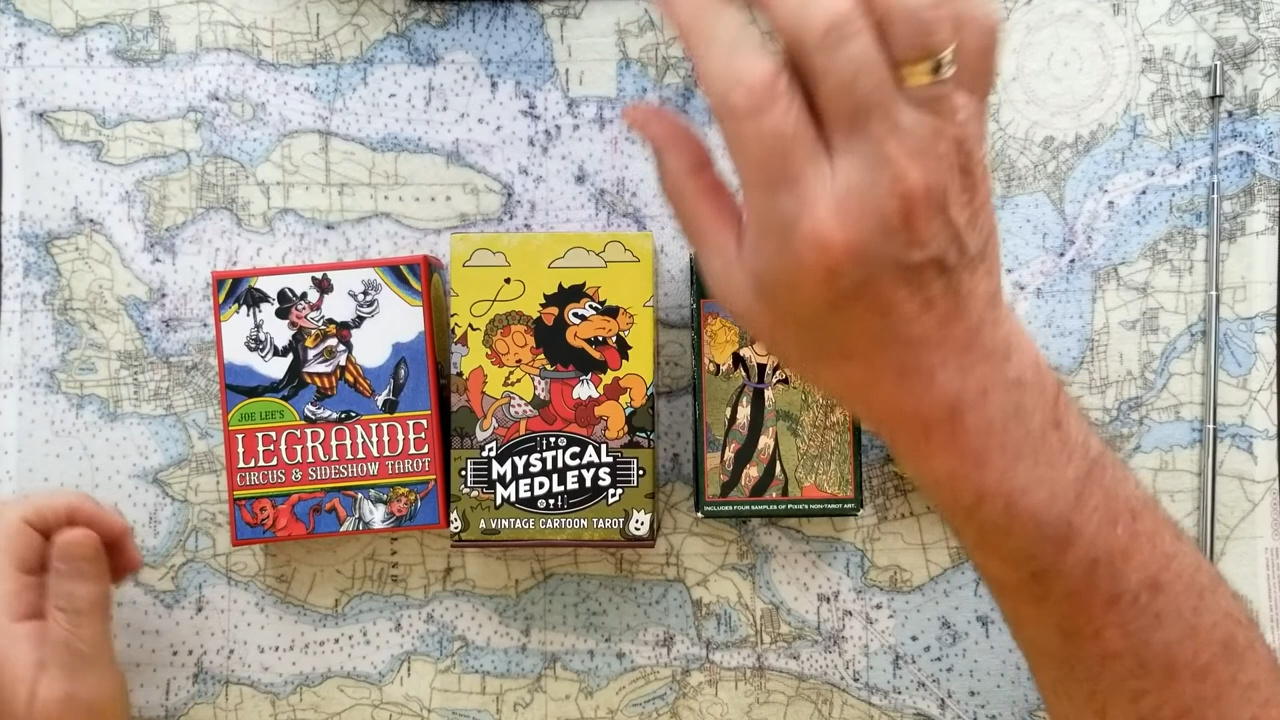 JOE LEE'S
LEGRANDE
CIRCUS & SIDESHOW TAROT
MYSTICAL
MEDLEYS
A VINTAGE CARTOON TAROT
INCLUDES FOUR SAMPLES OF PIXIE'S NON-TAROT ART.